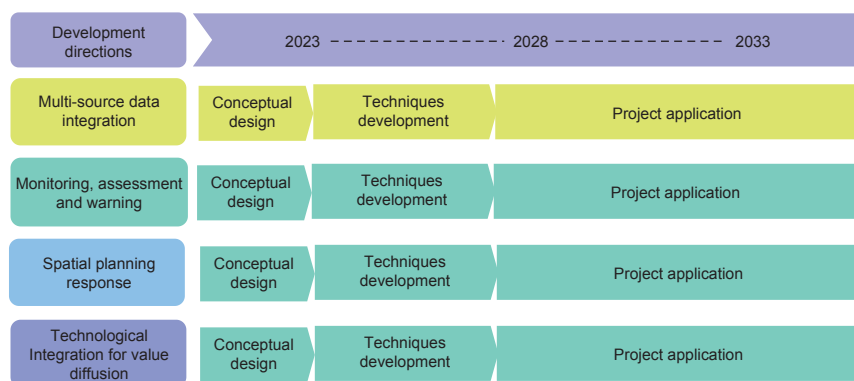 Development
directions
2023
2028
2033
Multi-source data
integration
Conceptual
design
Techniques
development
Project application
Monitoring, assessment
and warning
Conceptual
design
Techniques
development
Project application
Spatial planning
response
Conceptual
design
Techniques
development
Project application
Technological
Integration for value
diffusion
Conceptual
design
Techniques
development
Project application